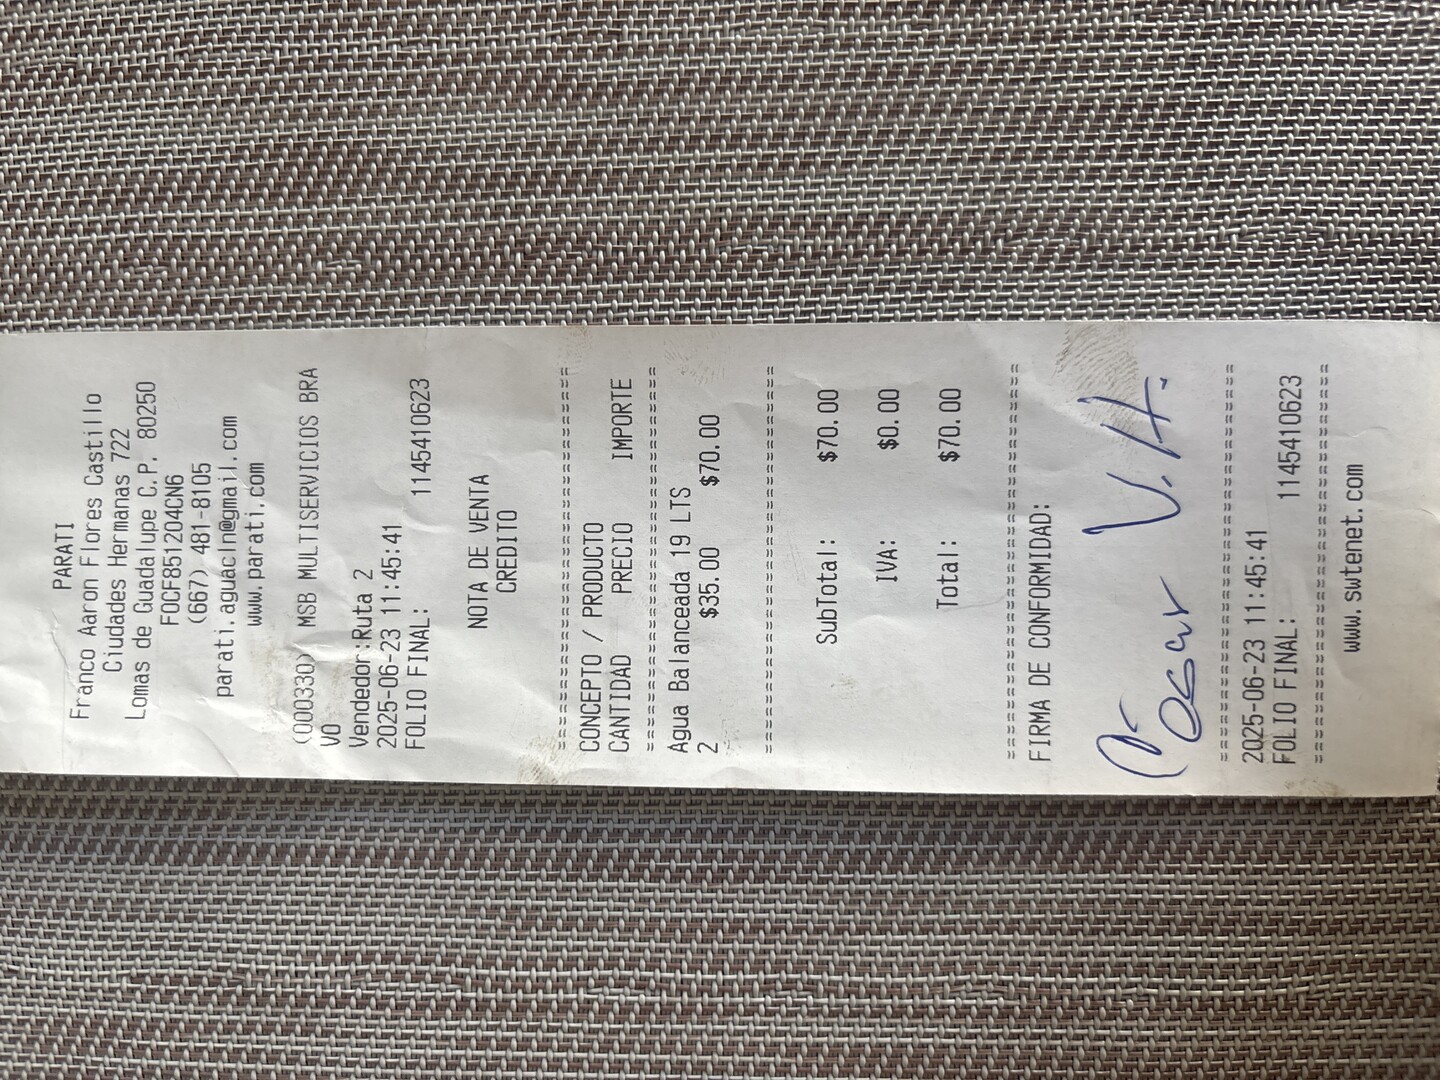 PARATI
Franco Aaron Flores Castillo
Ciudades Hermanas 722
Lomas de Guadalupe C.P. 80250
FOCF851204CN6
(667) 481-8105
parati.aguacln@gmail.com
www.parati.com
(000330) MSB MULTISERVICIOS BRA
VO
Vendedor:Ruta 2
2025-06-23 11:45:41
FOLIO FINAL: 1145410623
NOTA DE VENTA
CREDITO
===============================
CONCEPTO / PRODUCTO
CANTIDAD PRECIO IMPORTE
===============================
Agua Balanceada 19 LTS
2 $35.00 $70.00
===============================
SubTotal: $70.00
IVA: $0.00
Total: $70.00
===============================
FIRMA DE CONFORMIDAD:
Oscar V.H.
===============================
2025-06-23 11:45:41
FOLIO FINAL: 1145410623
===============================
www.swtenet.com